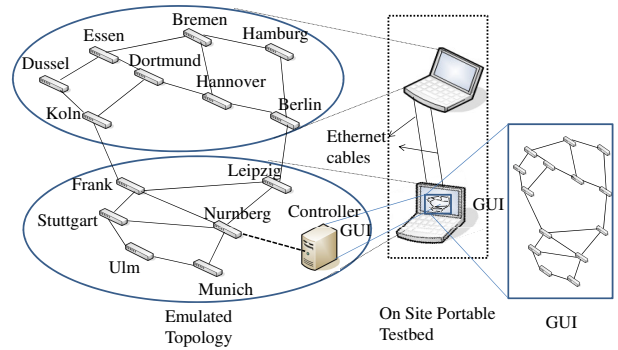 Bremen
Essen
Hamburg
Dussel
Dortmund
Hannover
Koln
Berlin
Ethernet
cables
Leipzig
Frank
Nurnberg
Controller
GUI
GUI
Stuttgart
Ulm
Munich
Emulated
Topology
On Site Portable
Testbed
GUI